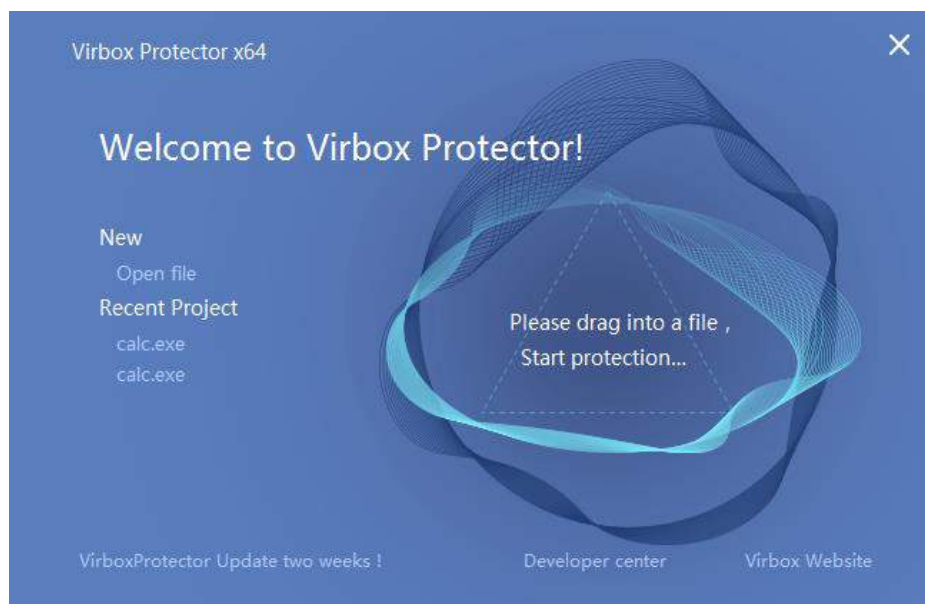 Virbox Protector x64
Welcome to Virbox Protector!
New
Open file
Recent Project
calc.exe
calc.exe
Please drag into a file ,
Start protection...
VirboxProtector Update two weeks !
Developer center
Virbox Website